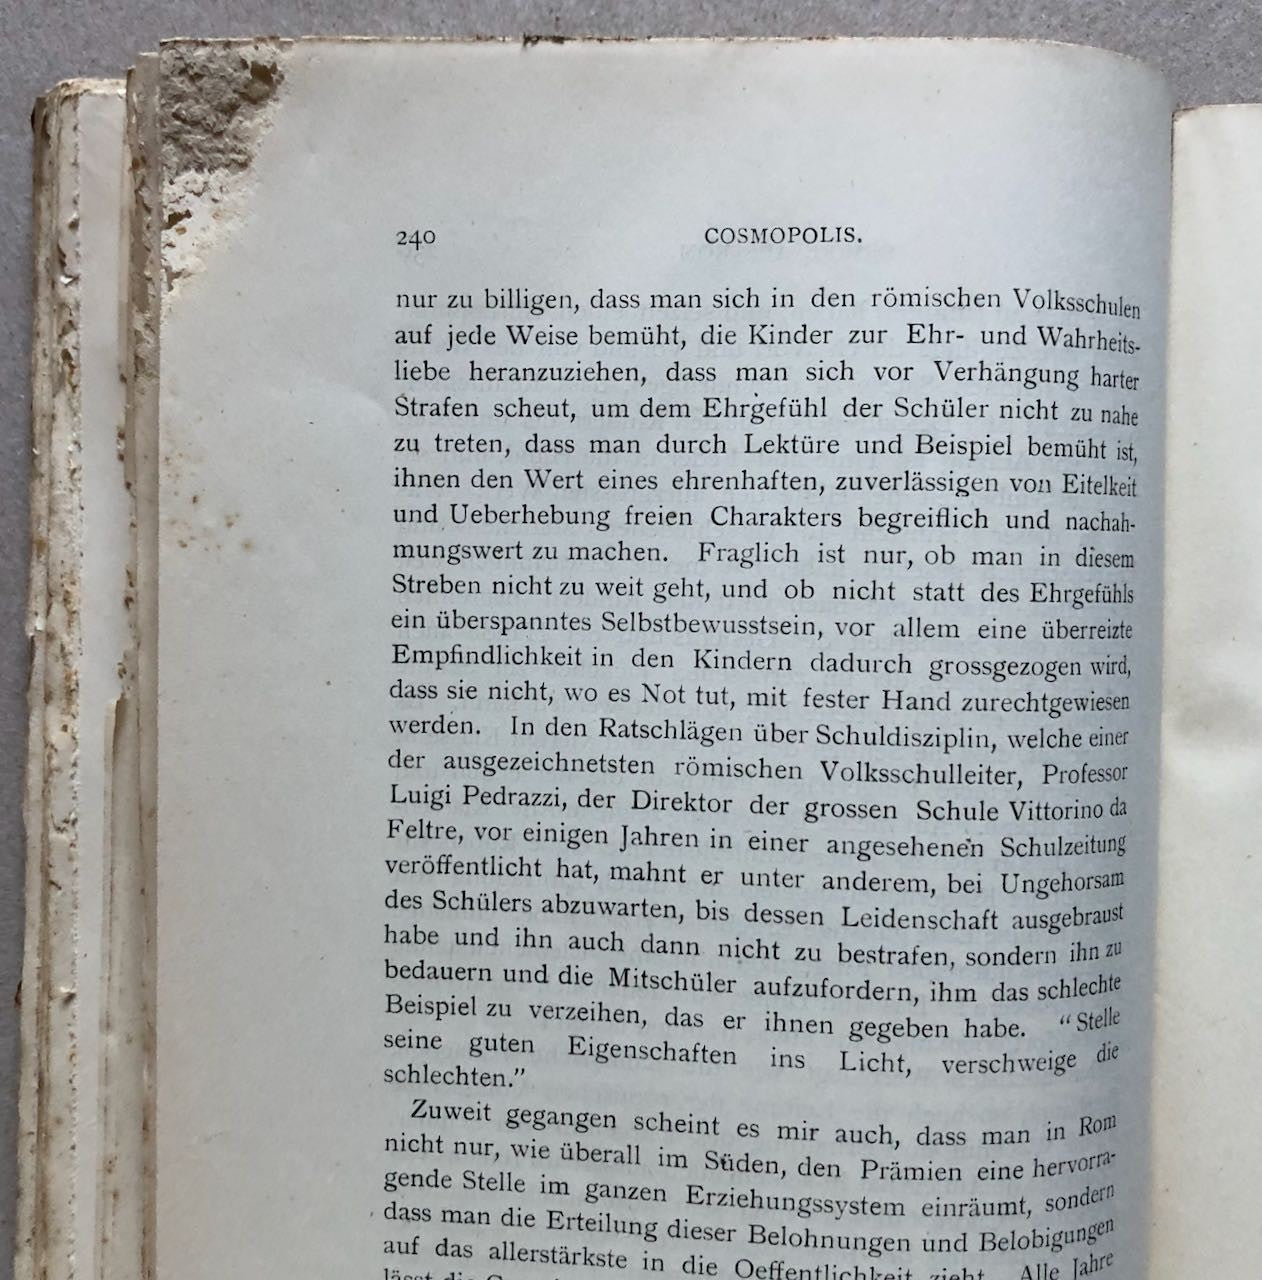 240 COSMOPOLIS.
nur zu billigen, dass man sich in den römischen Volksschulen
auf jede Weise bemüht, die Kinder zur Ehr- und Wahrheits-
liebe heranzuziehen, dass man sich vor Verhängung harter
Strafen scheut, um dem Ehrgefühl der Schüler nicht zu nahe
zu treten, dass man durch Lektüre und Beispiel bemüht ist,
ihnen den Wert eines ehrenhaften, zuverlässigen von Eitelkeit
und Ueberhebung freien Charakters begreiflich und nachah-
mungswert zu machen. Fraglich ist nur, ob man in diesem
Streben nicht zu weit geht, und ob nicht statt des Ehrgefühls
ein überspanntes Selbstbewusstsein, vor allem eine überreizte
Empfindlichkeit in den Kindern dadurch grossgezogen wird,
dass sie nicht, wo es Not tut, mit fester Hand zurechtgewiesen
werden. In den Ratschlägen über Schuldisziplin, welche einer
der ausgezeichnetsten römischen Volksschulleiter, Professor
Luigi Pedrazzi, der Direktor der grossen Schule Vittorino da
Feltre, vor einigen Jahren in einer angesehenen Schulzeitung
veröffentlicht hat, mahnt er unter anderem, bei Ungehorsam
des Schülers abzuwarten, bis dessen Leidenschaft ausgebraust
habe und ihn auch dann nicht zu bestrafen, sondern ihn zu
bedauern und die Mitschüler aufzufordern, ihm das schlechte
Beispiel zu verzeihen, das er ihnen gegeben habe. “Stelle
seine guten Eigenschaften ins Licht, verschweige die
schlechten.”
Zuweit gegangen scheint es mir auch, dass man in Rom
nicht nur, wie überall im Süden, den Prämien eine hervorra-
gende Stelle im ganzen Erziehungssystem einräumt, sondern
dass man die Erteilung dieser Belohnungen und Belobigungen
auf das allerstärkste in die Oeffentlichkeit zieht. Alle Jahre